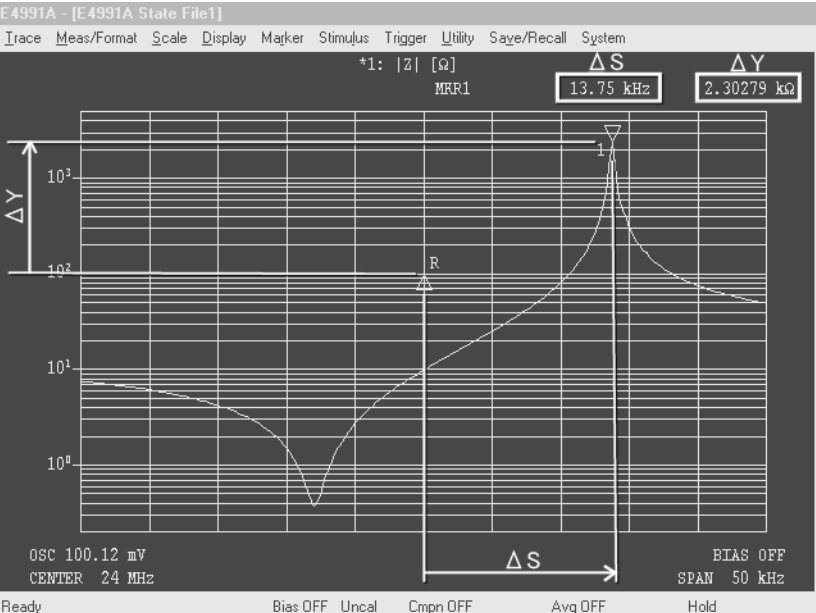 E4991A - [E4991A State File1]
Trace Meas/Format Scale Display Marker Stimulus Trigger Utility Save/Recall System
*1: |Z| [Ω]
ΔS ΔY
MKR1 13.75 kHz 2.30279 kΩ
1
10³
ΔY
R
10²
10¹
10⁰
OSC 100.12 mV ΔS BIAS OFF
CENTER 24 MHz SPAN 50 kHz
Ready Bias OFF Uncal Cmpn OFF Avg OFF Hold